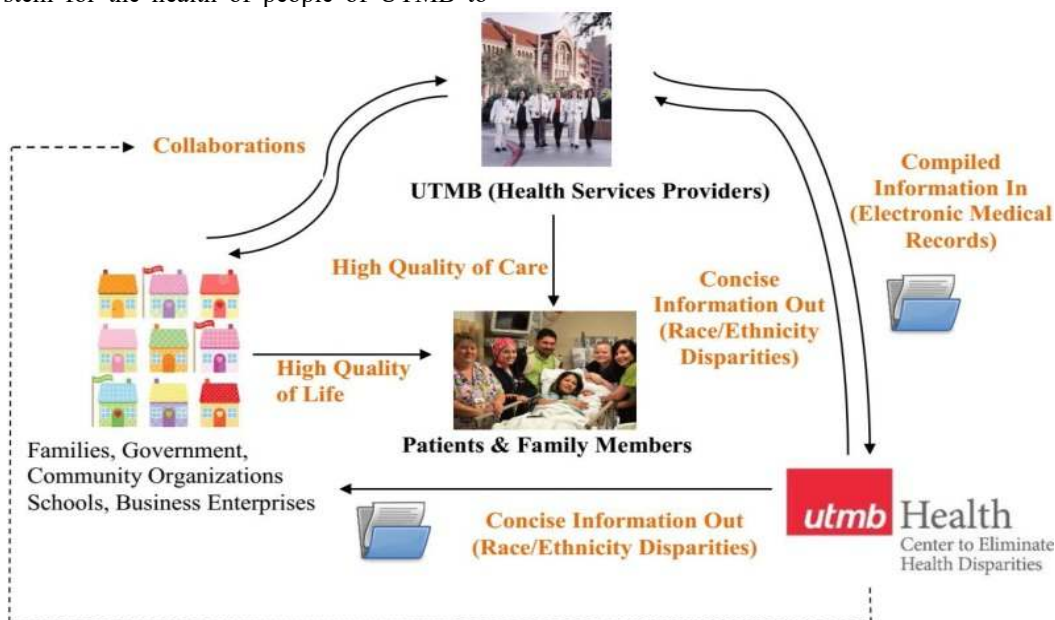 stem for the health of people of UTMB to
Collaborations
UTMB (Health Services Providers)
Compiled
Information In
(Electronic Medical
Records)
High Quality of Care
Concise
Information Out
(Race/Ethnicity
Disparities)
High Quality
of Life
Patients & Family Members
Families, Government,
Community Organizations
Schools, Business Enterprises
Concise Information Out
(Race/Ethnicity Disparities)
utmb Health
Center to Eliminate
Health Disparities